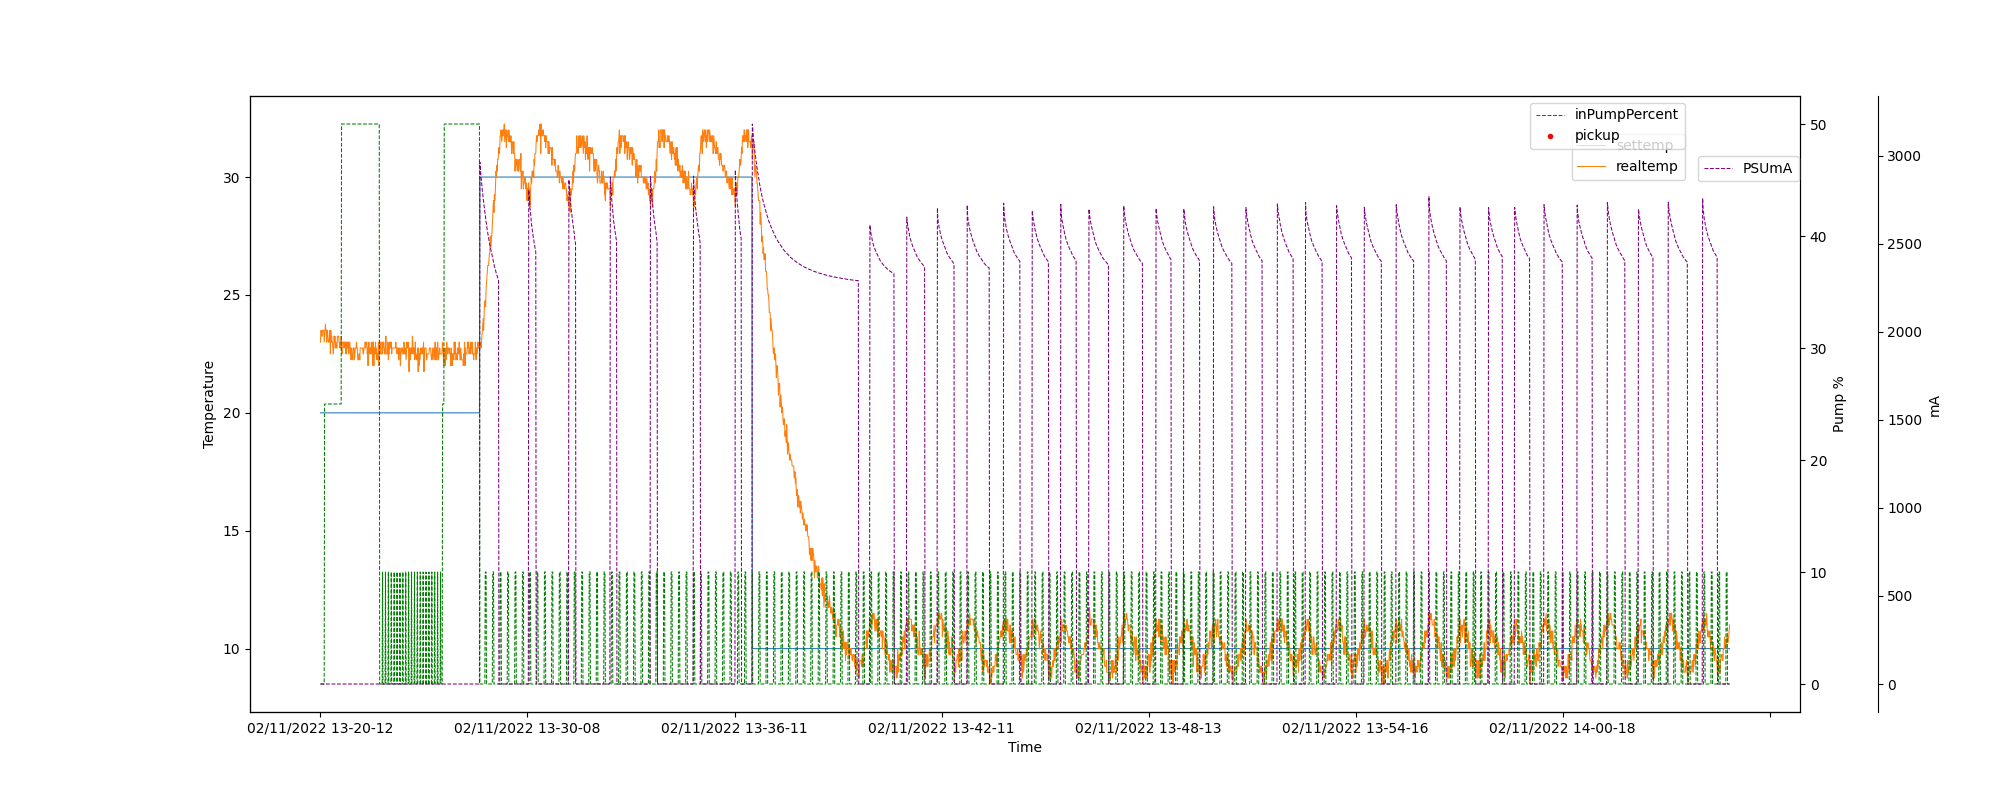 inPumpPercent
pickup
settemp
realtemp
PSUmA
30
25
20
15
10
Temperature
50
40
30
20
10
0
Pump %
3000
2500
2000
1500
1000
500
0
mA
02/11/2022 13-20-12
02/11/2022 13-30-08
02/11/2022 13-36-11
02/11/2022 13-42-11
02/11/2022 13-48-13
02/11/2022 13-54-16
02/11/2022 14-00-18
Time